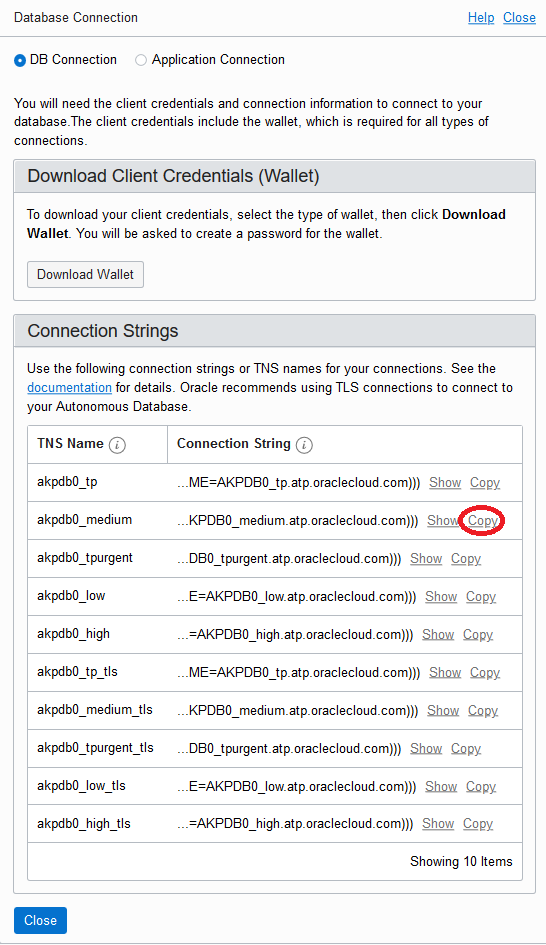 Database Connection Help Close
DB Connection Application Connection
You will need the client credentials and connection information to connect to your
database.The client credentials include the wallet, which is required for all types of
connections.
Download Client Credentials (Wallet)
To download your client credentials, select the type of wallet, then click Download
Wallet. You will be asked to create a password for the wallet.
Download Wallet
Connection Strings
Use the following connection strings or TNS names for your connections. See the
documentation for details. Oracle recommends using TLS connections to connect to
your Autonomous Database.
TNS Name i Connection String i
akpdb0_tp ...ME=AKPDB0_tp.atp.oraclecloud.com))) Show Copy
akpdb0_medium ...KPDB0_medium.atp.oraclecloud.com))) Show Copy
akpdb0_tpurgent ...DB0_tpurgent.atp.oraclecloud.com))) Show Copy
akpdb0_low ...E=AKPDB0_low.atp.oraclecloud.com))) Show Copy
akpdb0_high ...=AKPDB0_high.atp.oraclecloud.com))) Show Copy
akpdb0_tp_tls ...ME=AKPDB0_tp.atp.oraclecloud.com))) Show Copy
akpdb0_medium_tls ...KPDB0_medium.atp.oraclecloud.com))) Show Copy
akpdb0_tpurgent_tls ...DB0_tpurgent.atp.oraclecloud.com))) Show Copy
akpdb0_low_tls ...E=AKPDB0_low.atp.oraclecloud.com))) Show Copy
akpdb0_high_tls ...=AKPDB0_high.atp.oraclecloud.com))) Show Copy
Showing 10 Items
Close